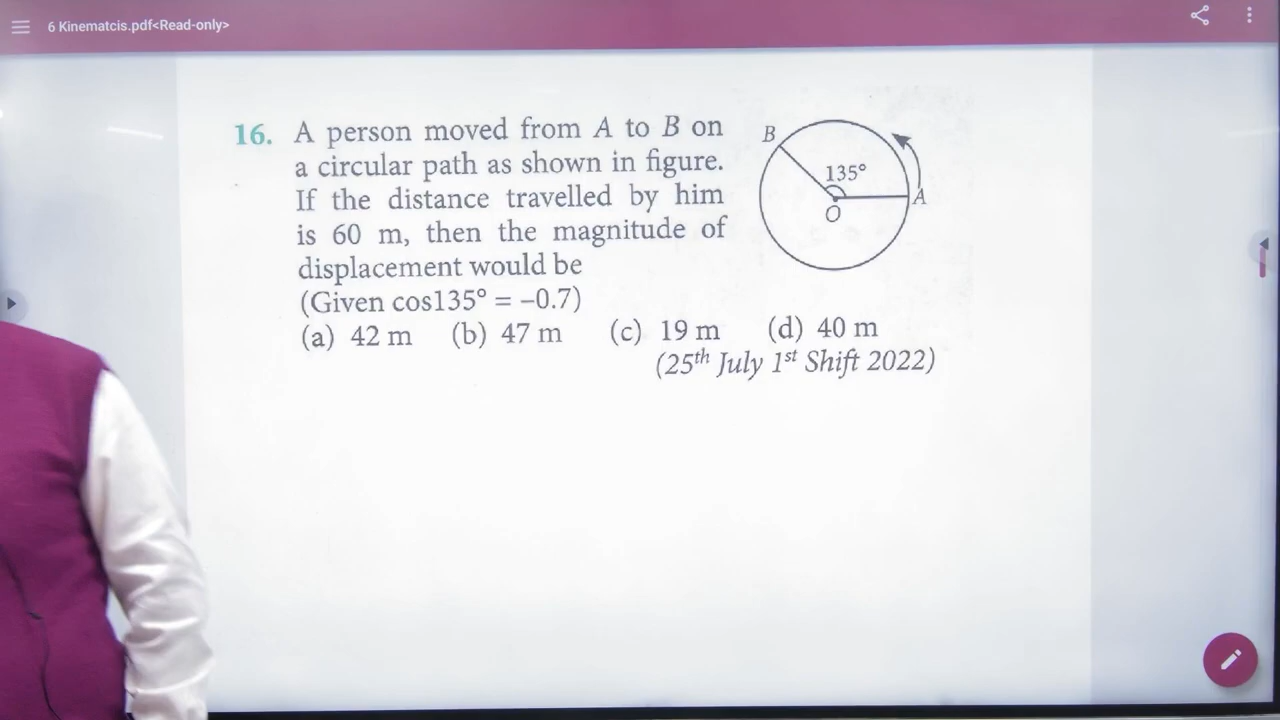 6 Kinematcis.pdf<Read-only>
16. A person moved from A to B on
a circular path as shown in figure.
If the distance travelled by him
is 60 m, then the magnitude of
displacement would be
(Given cos135° = –0.7)
(a) 42 m (b) 47 m (c) 19 m (d) 40 m
(25th July 1st Shift 2022)
B
135°
A
O